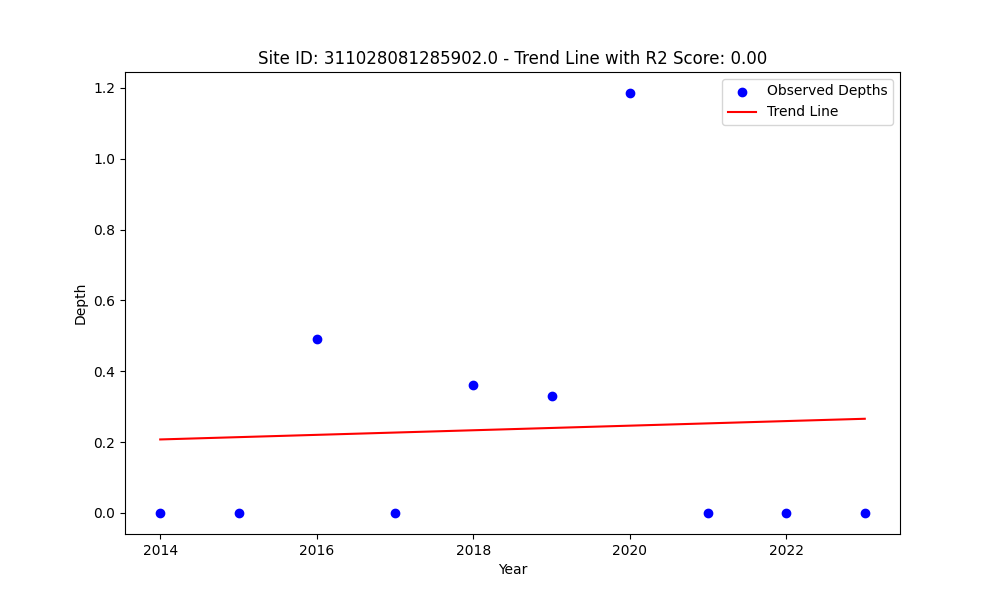 Site ID: 311028081285902.0 - Trend Line with R2 Score: 0.00
Observed Depths
Trend Line
1.2
1.0
0.8
0.6
0.4
0.2
0.0
Depth
2014
2016
2018
2020
2022
Year